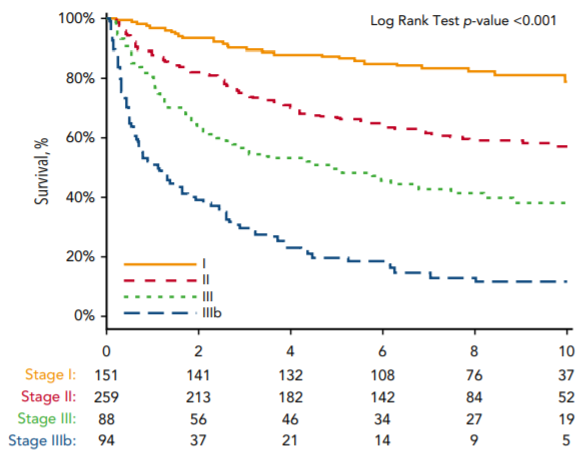 Log Rank Test p-value <0.001
Survival, %
100%
80%
60%
40%
20%
0%
I
II
III
IIIb
0 2 4 6 8 10
Stage I: 151 141 132 108 76 37
Stage II: 259 213 182 142 84 52
Stage III: 88 56 46 34 27 19
Stage IIIb: 94 37 21 14 9 5